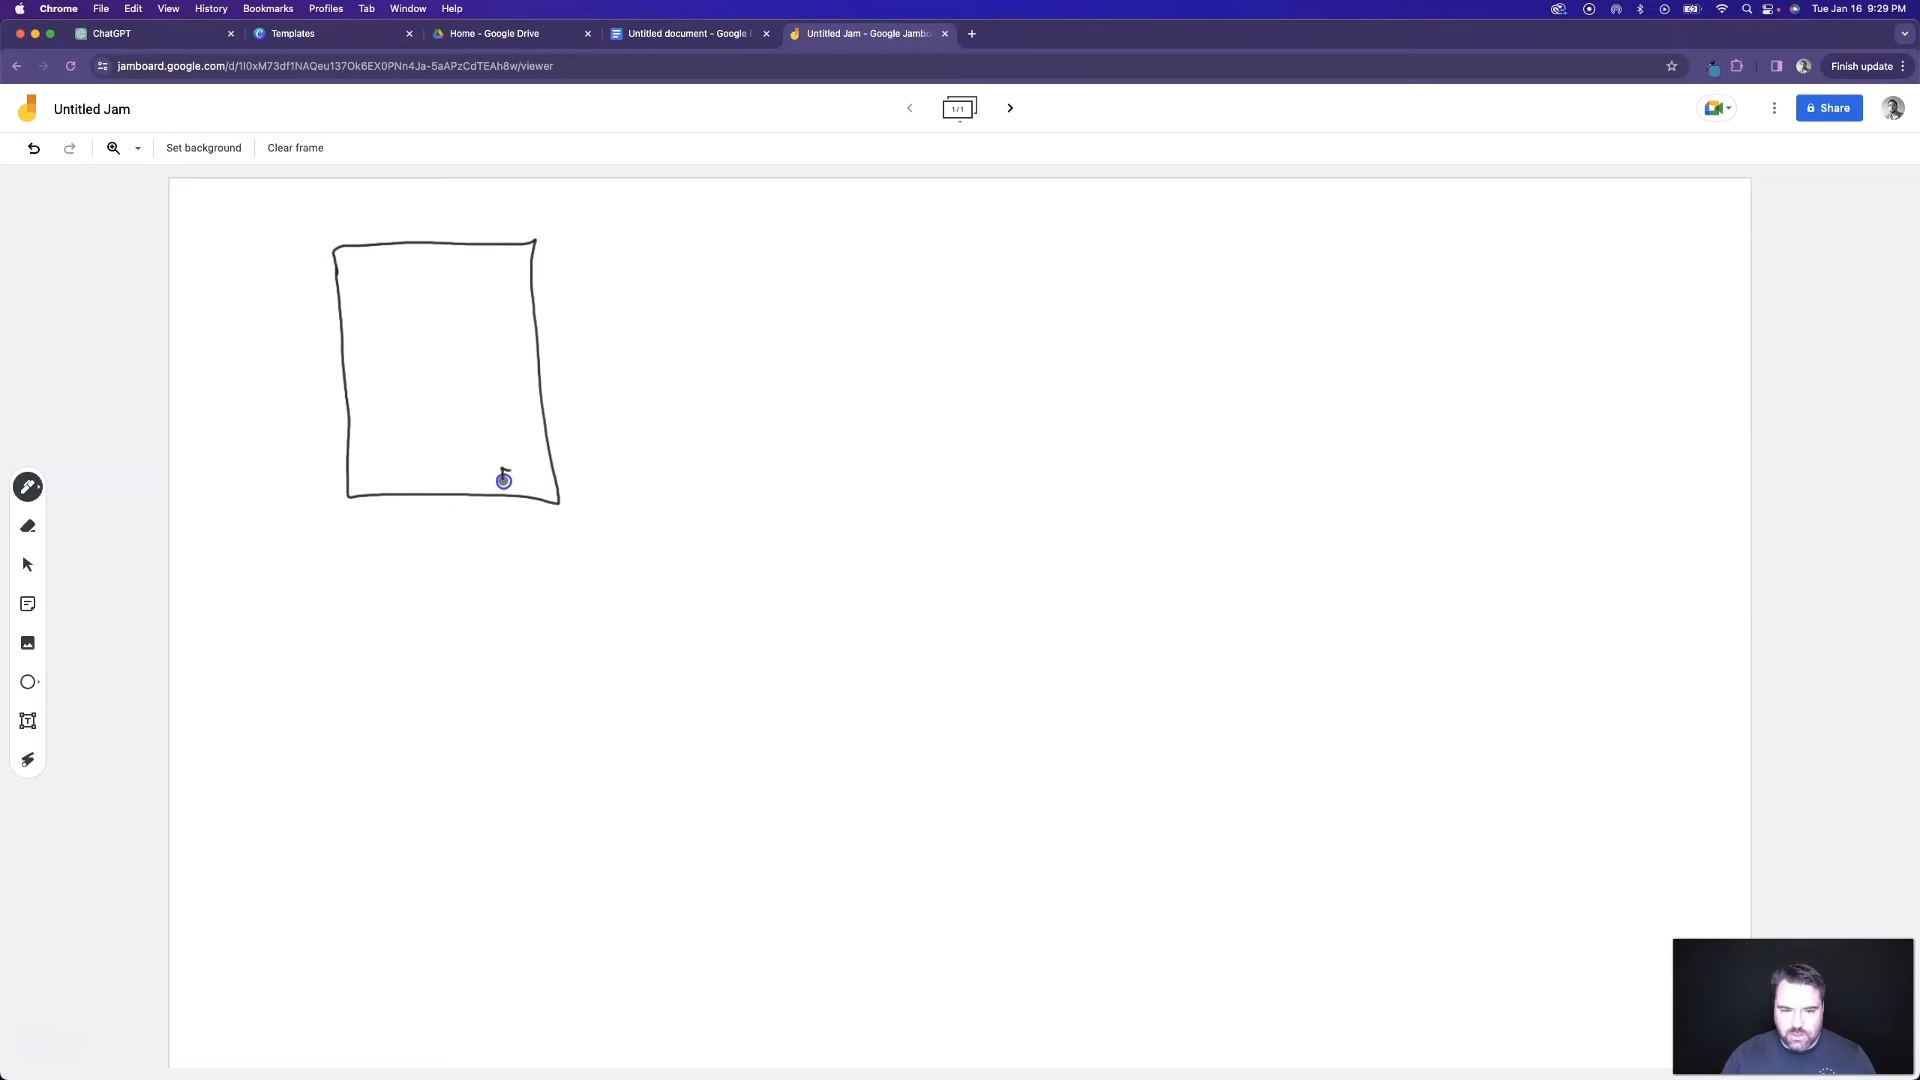 Chrome File Edit View History Bookmarks Profiles Tab Window Help Tue Jan 16 9:29 PM
ChatGPT Templates Home - Google Drive Untitled document - Google Untitled Jam - Google Jambo
jamboard.google.com/d/1l0xM73df1NAQeu137Ok6EX0PNn4Ja-5aAPzCdTEAh8w/viewer Finish update
Untitled Jam 1/1 Share
Set background Clear frame